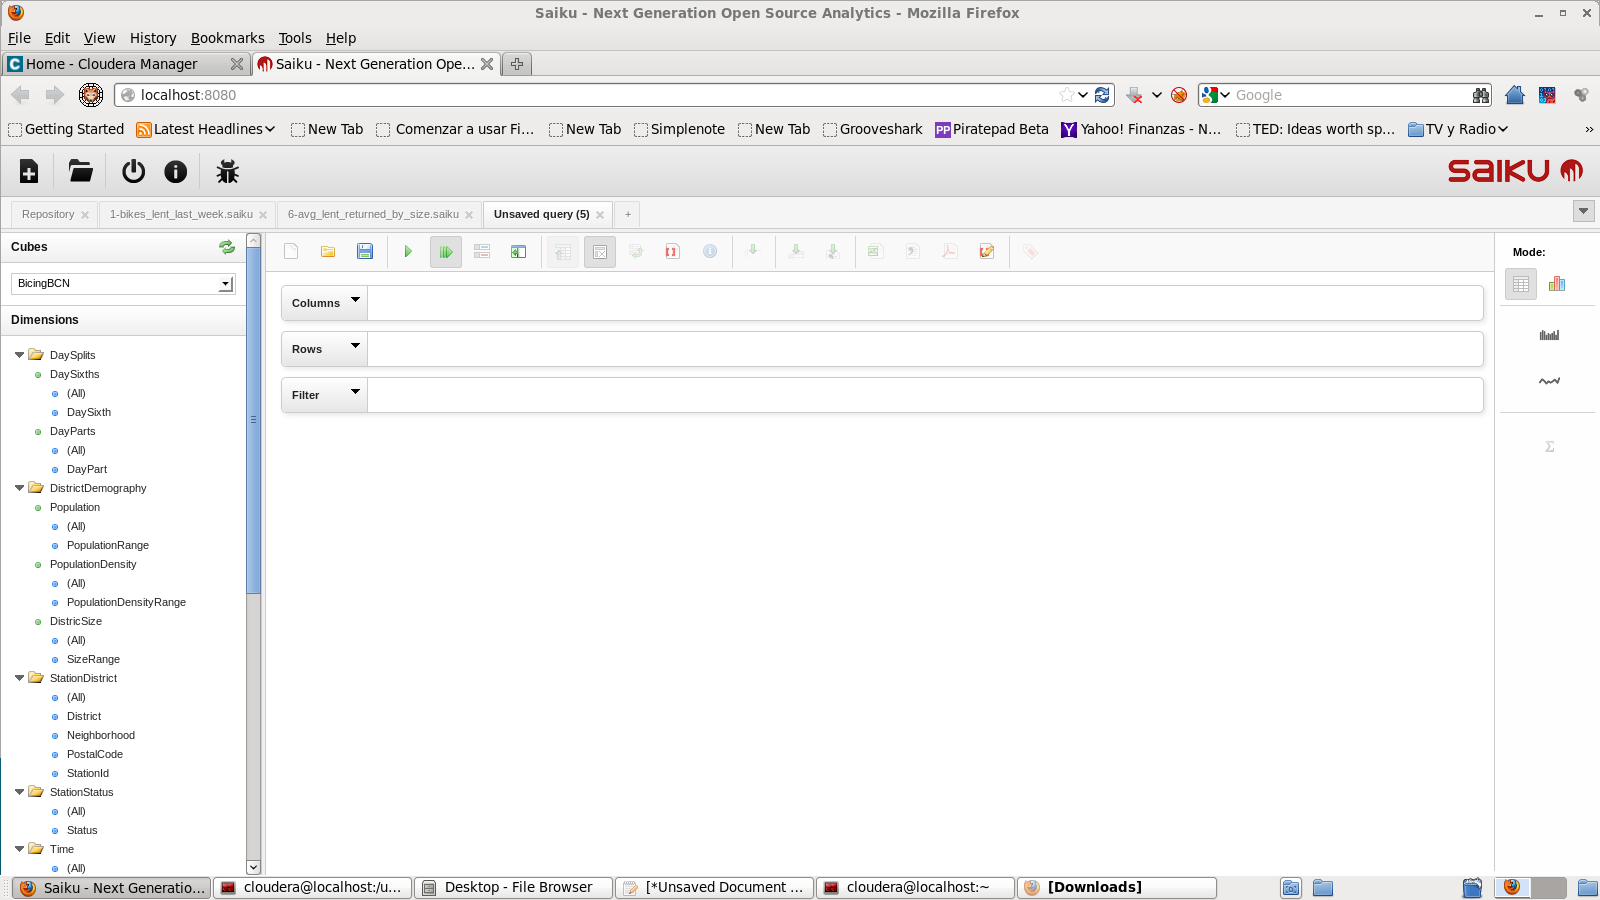 Saiku - Next Generation Open Source Analytics - Mozilla Firefox
File Edit View History Bookmarks Tools Help
Home - Cloudera Manager
Saiku - Next Generation Ope...
localhost:8080
Google
Getting Started
Latest Headlines
New Tab
Comenzar a usar Fi...
New Tab
Simplenote
New Tab
Grooveshark
Piratepad Beta
Yahoo! Finanzas - N...
TED: Ideas worth sp...
TV y Radio
»
saiku
Repository
1-bikes_lent_last_week.saiku
6-avg_lent_returned_by_size.saiku
Unsaved query (5)
+
Cubes
BicingBCN
Dimensions
DaySplits
DaySixths
(All)
DaySixth
DayParts
(All)
DayPart
DistrictDemography
Population
(All)
PopulationRange
PopulationDensity
(All)
PopulationDensityRange
DistricSize
(All)
SizeRange
StationDistrict
(All)
District
Neighborhood
PostalCode
StationId
StationStatus
(All)
Status
Time
(All)
Columns
Rows
Filter
Mode:
Σ
Saiku - Next Generatio...
cloudera@localhost:/u...
Desktop - File Browser
[*Unsaved Document ...
cloudera@localhost:~
[Downloads]